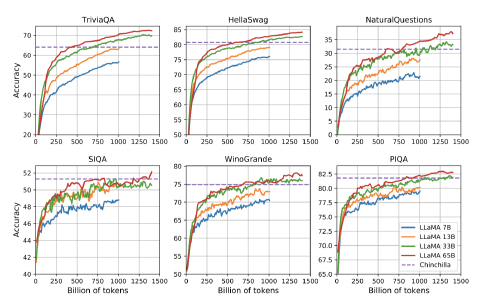 TriviaQA
HellaSwag
NaturalQuestions
Accuracy
70
60
50
40
30
20
0 250 500 750 1000 1250 1500
85
80
75
70
65
60
55
50
0 250 500 750 1000 1250 1500
35
30
25
20
15
10
5
0
0 250 500 750 1000 1250 1500
SIQA
WinoGrande
PIQA
Accuracy
52
50
48
46
44
42
40
0 250 500 750 1000 1250 1500
Billion of tokens
80
75
70
65
60
55
50
0 250 500 750 1000 1250 1500
Billion of tokens
82.5
80.0
77.5
75.0
72.5
70.0
67.5
65.0
LLaMA 7B
LLaMA 13B
LLaMA 33B
LLaMA 65B
Chinchilla
0 250 500 750 1000 1250 1500
Billion of tokens